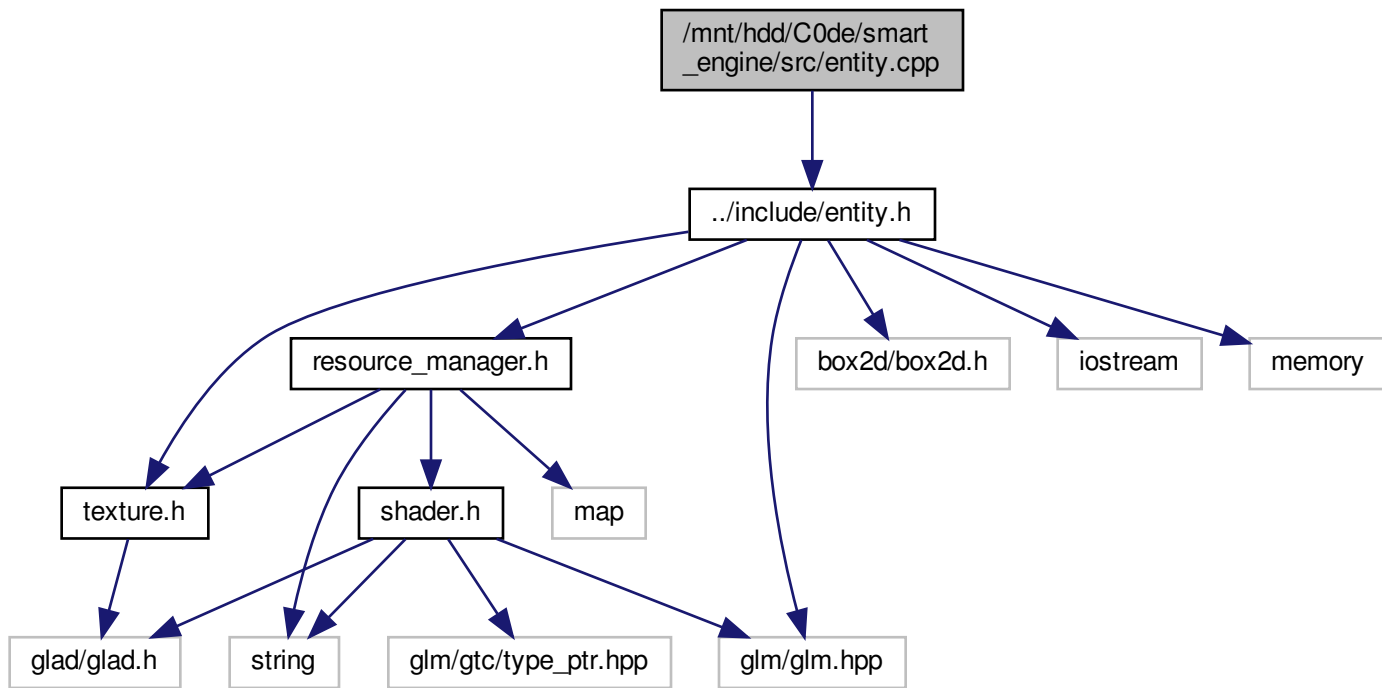 /mnt/hdd/C0de/smart
_engine/src/entity.cpp
../include/entity.h
resource_manager.h
box2d/box2d.h
iostream
memory
texture.h
shader.h
map
glad/glad.h
string
glm/gtc/type_ptr.hpp
glm/glm.hpp